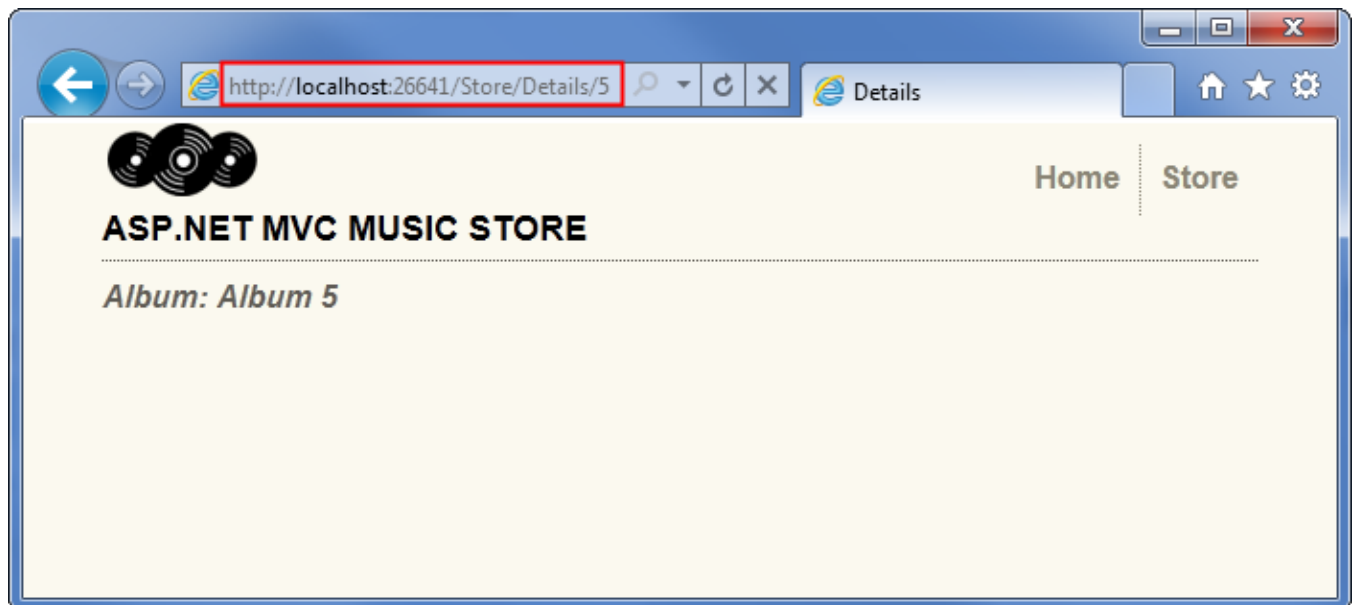 http://localhost:26641/Store/Details/5
Details
Home
Store
ASP.NET MVC MUSIC STORE
Album: Album 5